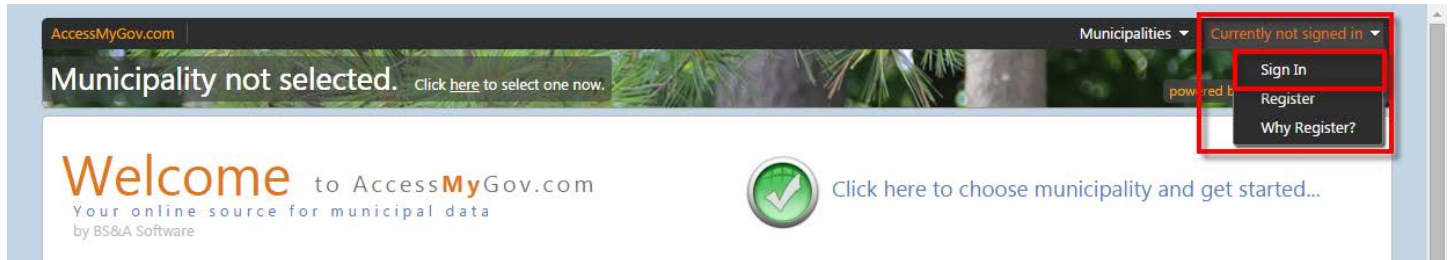 AccessMyGov.com
Municipalities
Currently not signed in
Municipality not selected. Click here to select one now.
Sign In
powered b
Register
Why Register?
Welcome to AccessMyGov.com
Your online source for municipal data
by BS&A Software
Click here to choose municipality and get started...